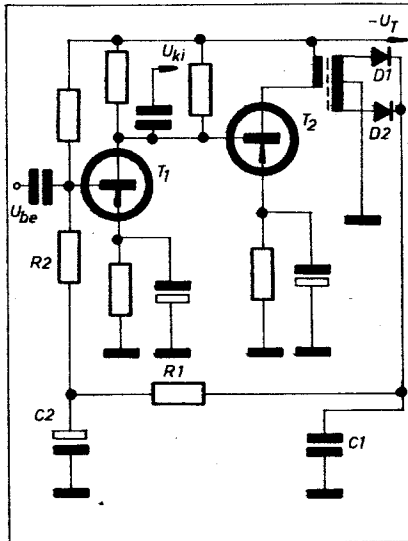 -U_T
U_ki
D1
T_2
D2
T_1
U_be
R2
R1
C2
C1